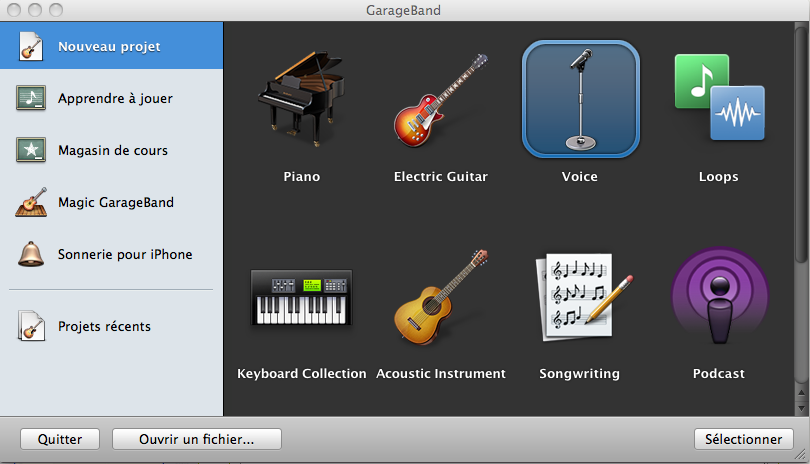 GarageBand
Nouveau projet
Apprendre à jouer
Magasin de cours
Magic GarageBand
Sonnerie pour iPhone
Projets récents
Piano
Electric Guitar
Voice
Loops
Keyboard Collection
Acoustic Instrument
Songwriting
Podcast
Quitter
Ouvrir un fichier...
Sélectionner